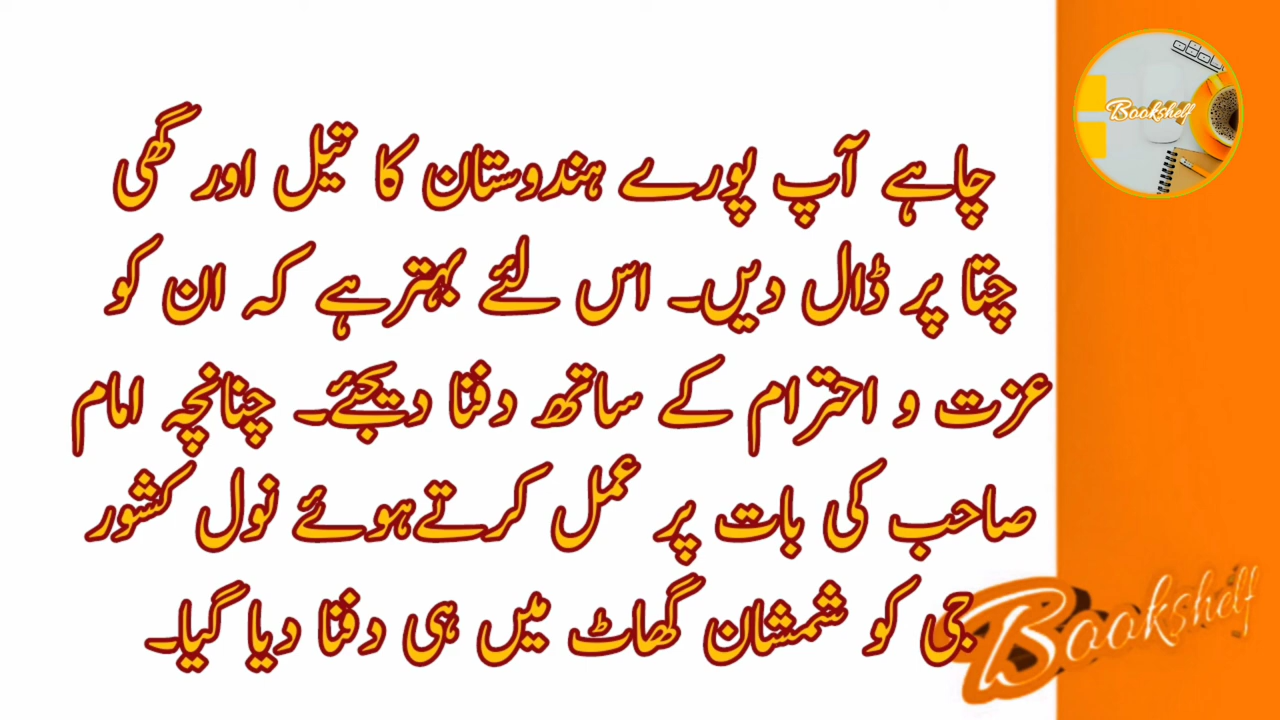 Bookshelf
چاہے آپ پورے ہندوستان کا تیل اور گھی
چتا پر ڈال دیں۔ اس لئے بہتر ہے کہ ان کو
عزت و احترام کے ساتھ دفنا دیجئے۔ چنانچہ امام
صاحب کی بات پر عمل کرتے ہوئے نول کشور
جی کو شمشان گھاٹ میں ہی دفنا دیا گیا۔
Bookshelf